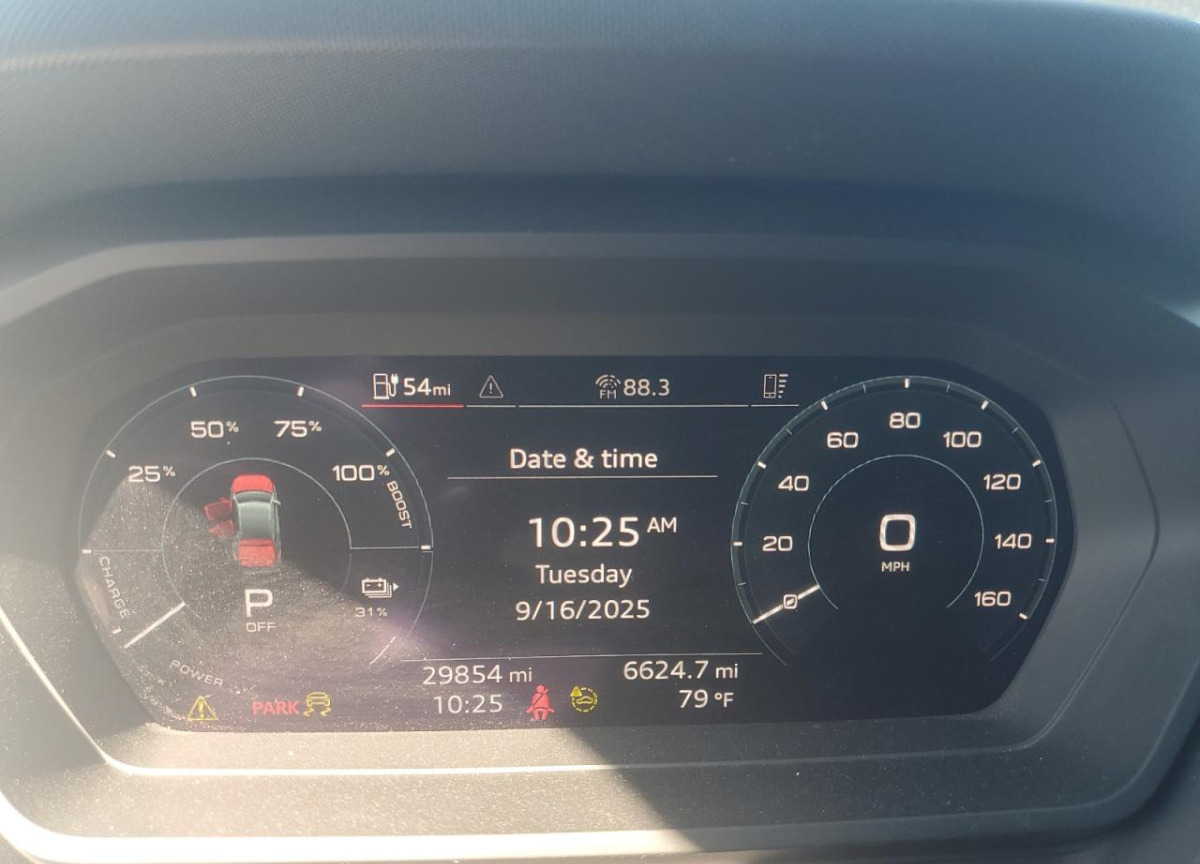 54mi
FM 88.3
50% 75%
25% 100%
BOOST
CHARGE
POWER
P
OFF
31%
Date & time
10:25 AM
Tuesday
9/16/2025
80
60 100
40 120
20 140
160
0
MPH
29854 mi 6624.7 mi
PARK 10:25 79 °F